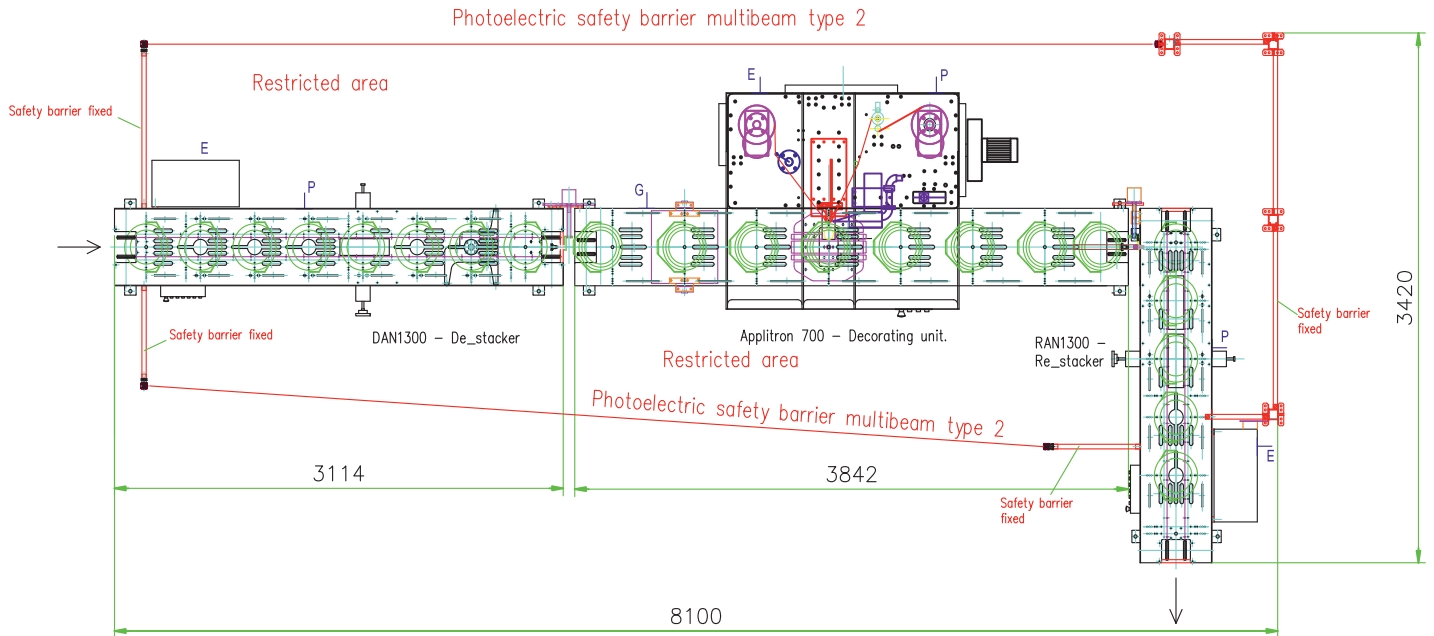 Photoelectric safety barrier multibeam type 2
Restricted area
Safety barrier fixed
E
P
E
P
G
Safety barrier fixed
DAN1300 - De_stacker
Applitron 700 - Decorating unit.
Restricted area
RAN1300 -
Re_stacker
P
Safety barrier
fixed
3420
Photoelectric safety barrier multibeam type 2
E
3114
3842
Safety barrier
fixed
8100